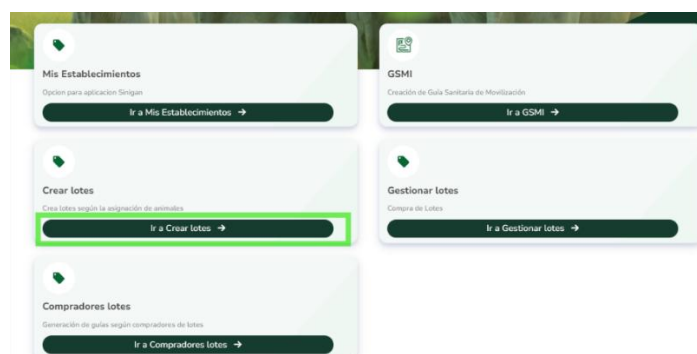 Mis Establecimientos
Opcion para aplicacion Sinigan
Ir a Mis Establecimientos →
GSMI
Creación de Guía Sanitaria de Movilización
Ir a GSMI →
Crear lotes
Crea lotes según la asignación de animales
Ir a Crear lotes →
Gestionar lotes
Compra de Lotes
Ir a Gestionar lotes →
Compradores lotes
Generación de guías según compradores de lotes
Ir a Compradores lotes →